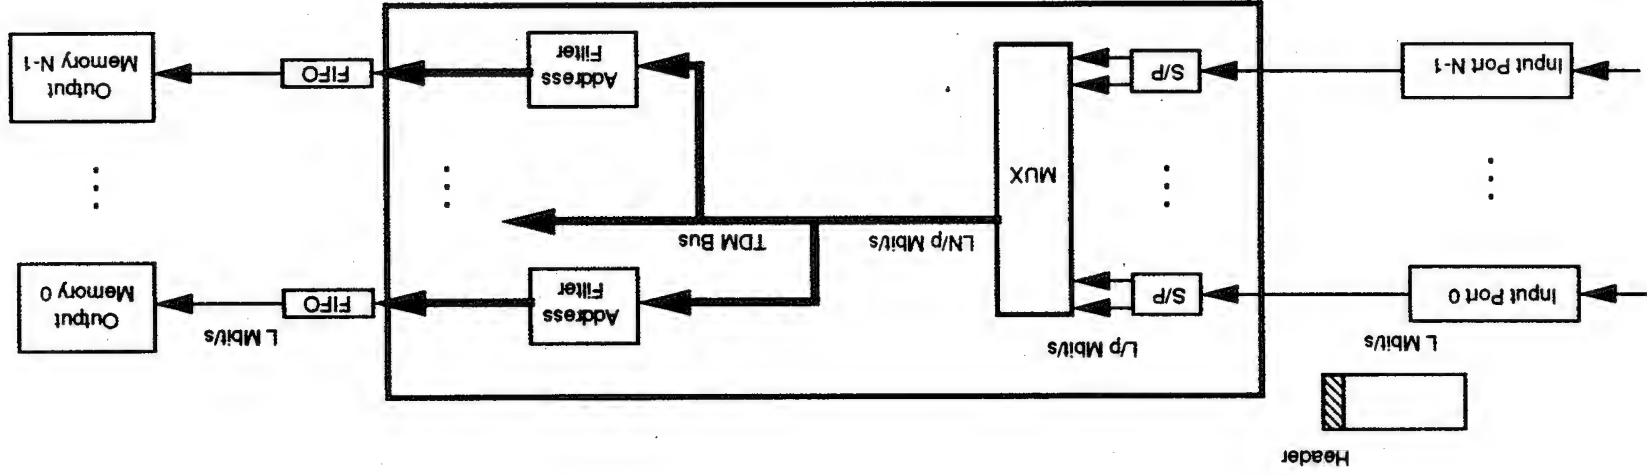 Header
L Mbit/s
Input Port 0
S/P
L/p Mbit/s
MUX
LN/p Mbit/s
TDM Bus
Address
Filter
FIFO
L Mbit/s
Output
Memory 0
Input Port N-1
S/P
Address
Filter
FIFO
Output
Memory N-1